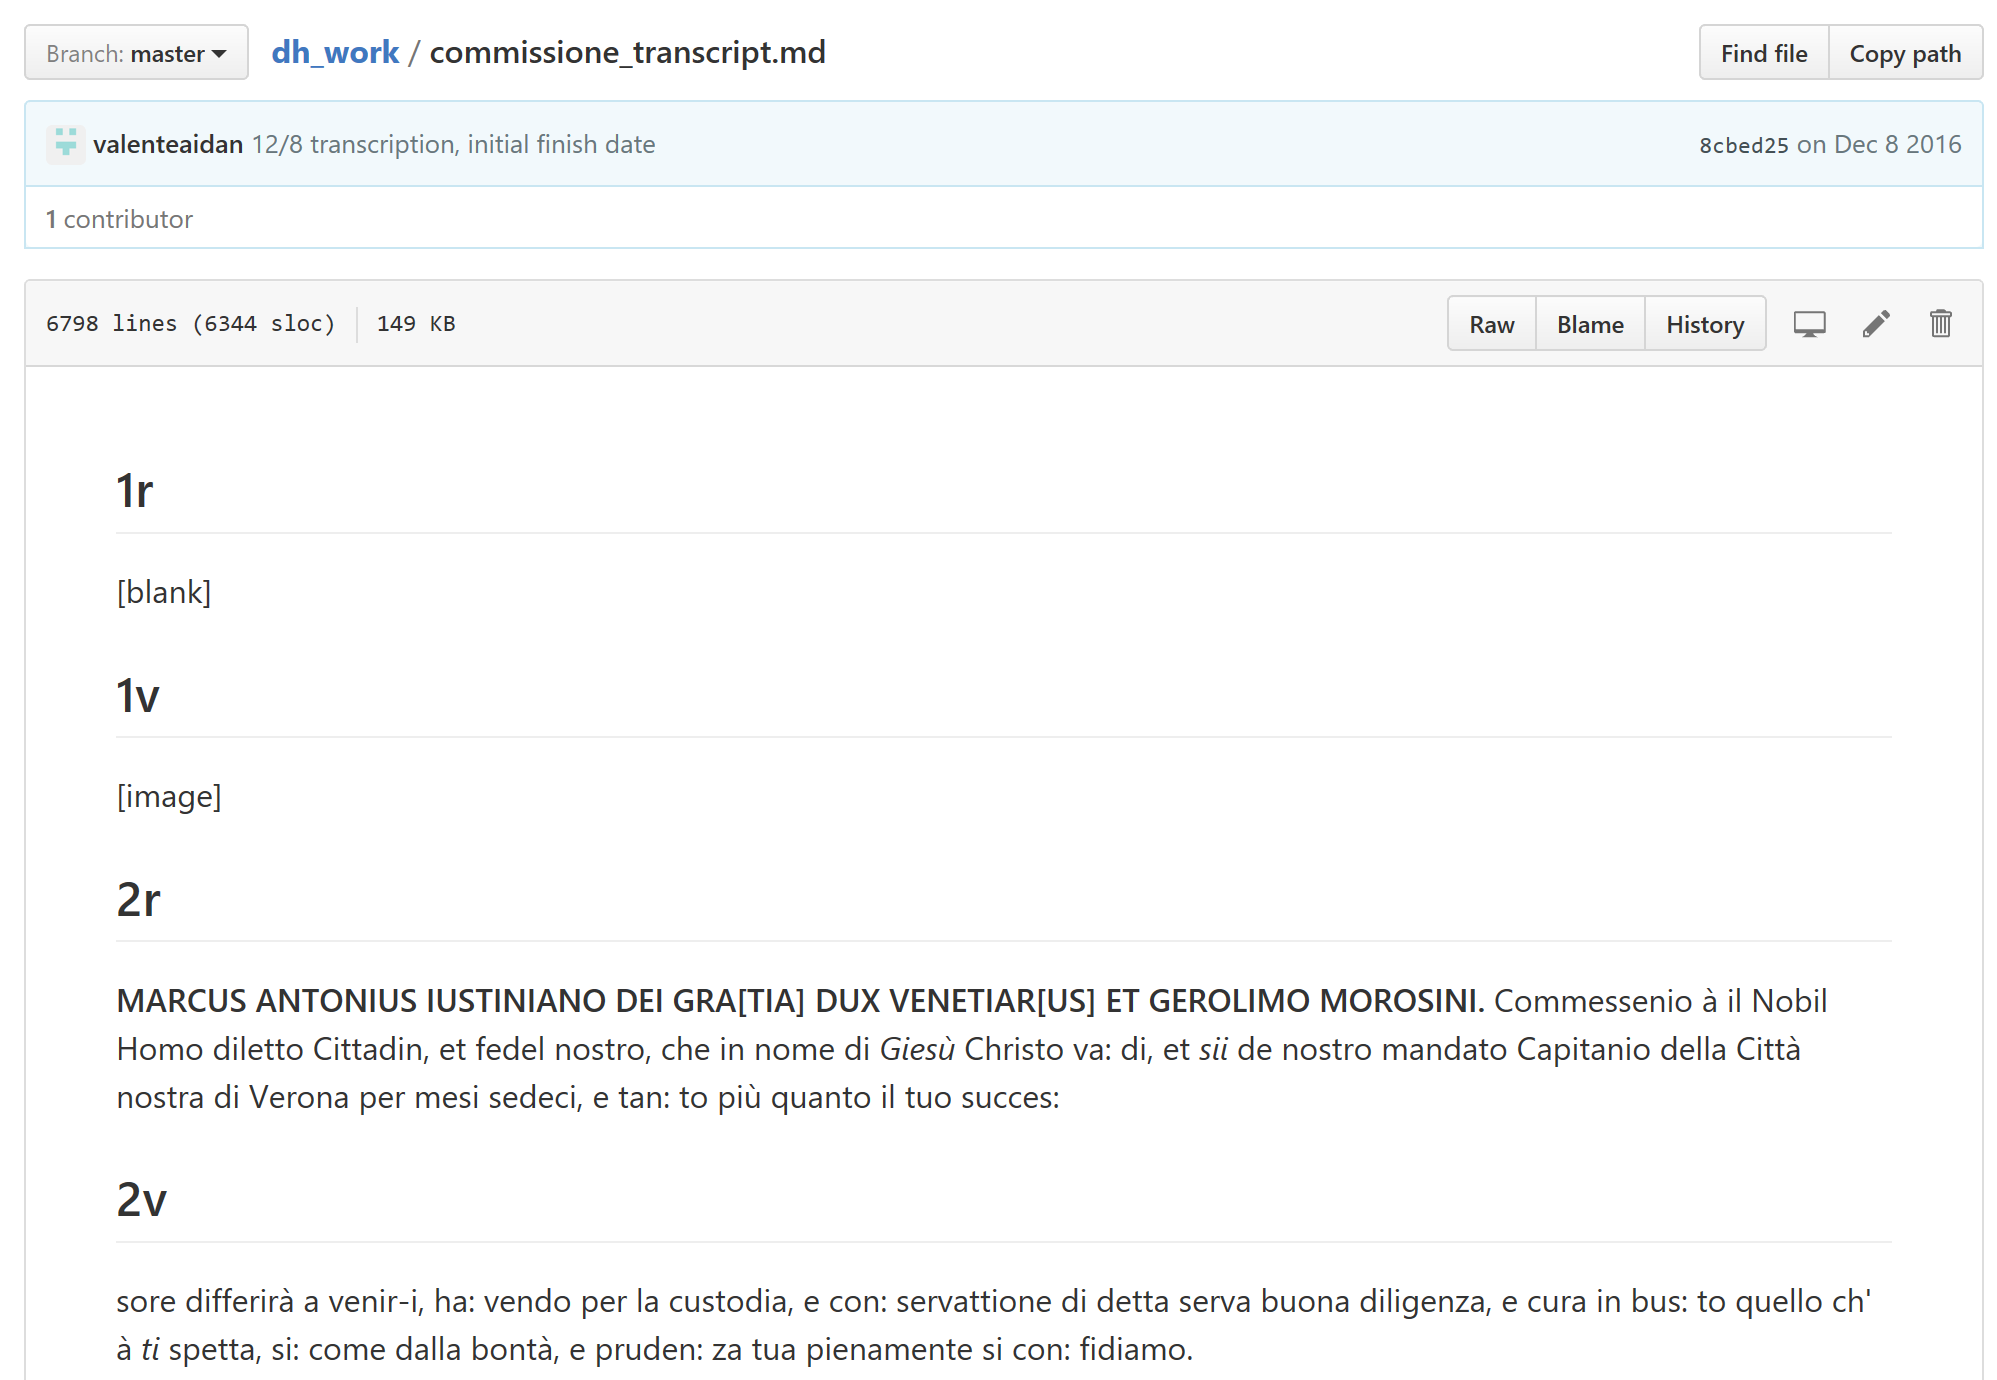 Branch: master
dh_work / commissione_transcript.md
Find file
Copy path
valenteaidan 12/8 transcription, initial finish date
8cbed25 on Dec 8 2016
1 contributor
6798 lines (6344 sloc)
149 KB
Raw
Blame
History
1r
[blank]
1v
[image]
2r
MARCUS ANTONIUS IUSTINIANO DEI GRA[TIA] DUX VENETIAR[US] ET GEROLIMO MOROSINI. Commessenio à il Nobil
Homo diletto Cittadin, et fedel nostro, che in nome di Giesù Christo va: di, et sii de nostro mandato Capitanio della Città
nostra di Verona per mesi sedeci, e tan: to più quanto il tuo succes:
2v
sore differirà a venir-i, ha: vendo per la custodia, e con: servattione di detta serva buona diligenza, e cura in bus: to quello ch'
à ti spetta, si: come dalla bontà, e pruden: za tua pienamente si con: fidiamo.